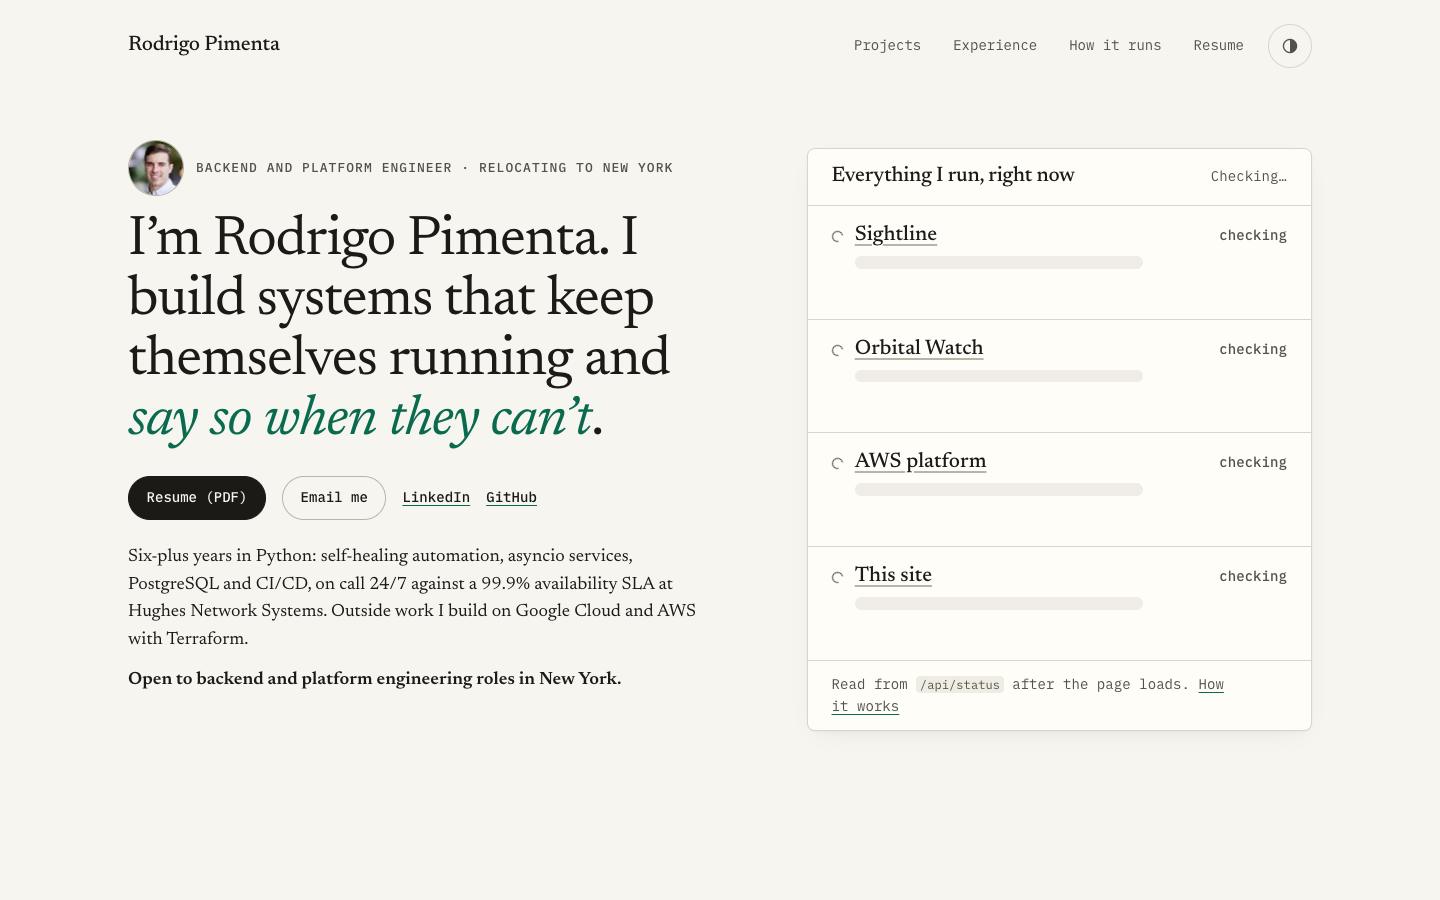 Rodrigo Pimenta
Projects
Experience
How it runs
Resume
BACKEND AND PLATFORM ENGINEER · RELOCATING TO NEW YORK
I’m Rodrigo Pimenta. I
build systems that keep
themselves running and
say so when they can’t.
Resume (PDF)
Email me
LinkedIn
GitHub
Six-plus years in Python: self-healing automation, asyncio services,
PostgreSQL and CI/CD, on call 24/7 against a 99.9% availability SLA at
Hughes Network Systems. Outside work I build on Google Cloud and AWS
with Terraform.
Open to backend and platform engineering roles in New York.
Everything I run, right now
Checking…
Sightline
checking
Orbital Watch
checking
AWS platform
checking
This site
checking
Read from /api/status after the page loads. How
it works